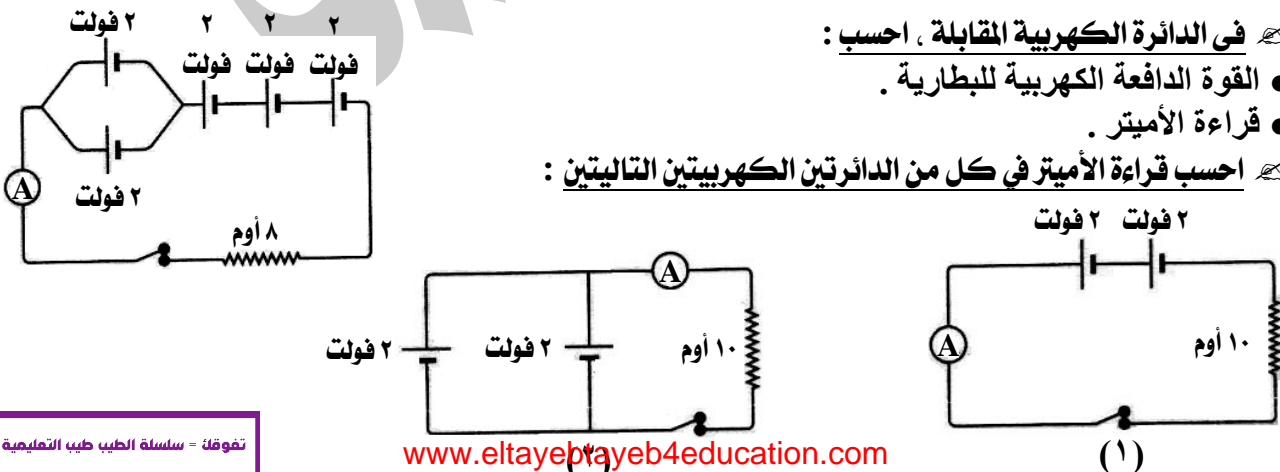 فى الدائرة الكهربية المقابلة ، احسب :
● القوة الدافعة الكهربية للبطارية .
● قراءة الأميتر .
احسب قراءة الأميتر في كل من الدائرتين الكهربيتين التاليتين :
٢ فولت
٢ ٢ ٢
فولت فولت فولت
٢ فولت
A
٨ أوم
٢ فولت ٢ فولت
A
١٠ أوم
(١)
A
٢ فولت
٢ فولت
١٠ أوم
(٢)
www.eltayebtayeb4education.com
تفوقك = سلسلة الطيب طيب التعليمية